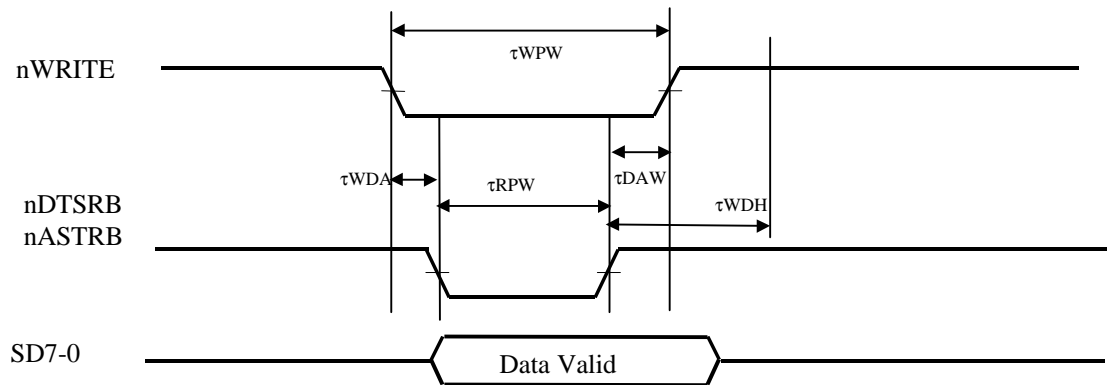 τWPW
nWRITE
τWDA
τDAW
τRPW
nDTSRB
τWDH
nASTRB
SD7-0
Data Valid